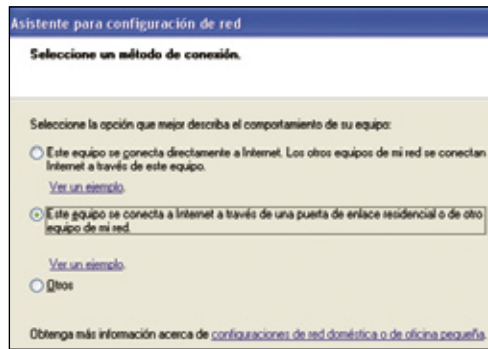 Asistente para configuración de red
Seleccione un método de conexión.
Seleccione la opción que mejor describa el comportamiento de su equipo:
Este equipo se conecta directamente a Internet. Los otros equipos de mi red se conectan
Internet a través de este equipo.
Ver un ejemplo.
Este equipo se conecta a Internet a través de una puerta de enlace residencial o de otro
equipo de mi red.
Ver un ejemplo.
Otros
Obtenga más información acerca de configuraciones de red doméstica o de oficina pequeña.